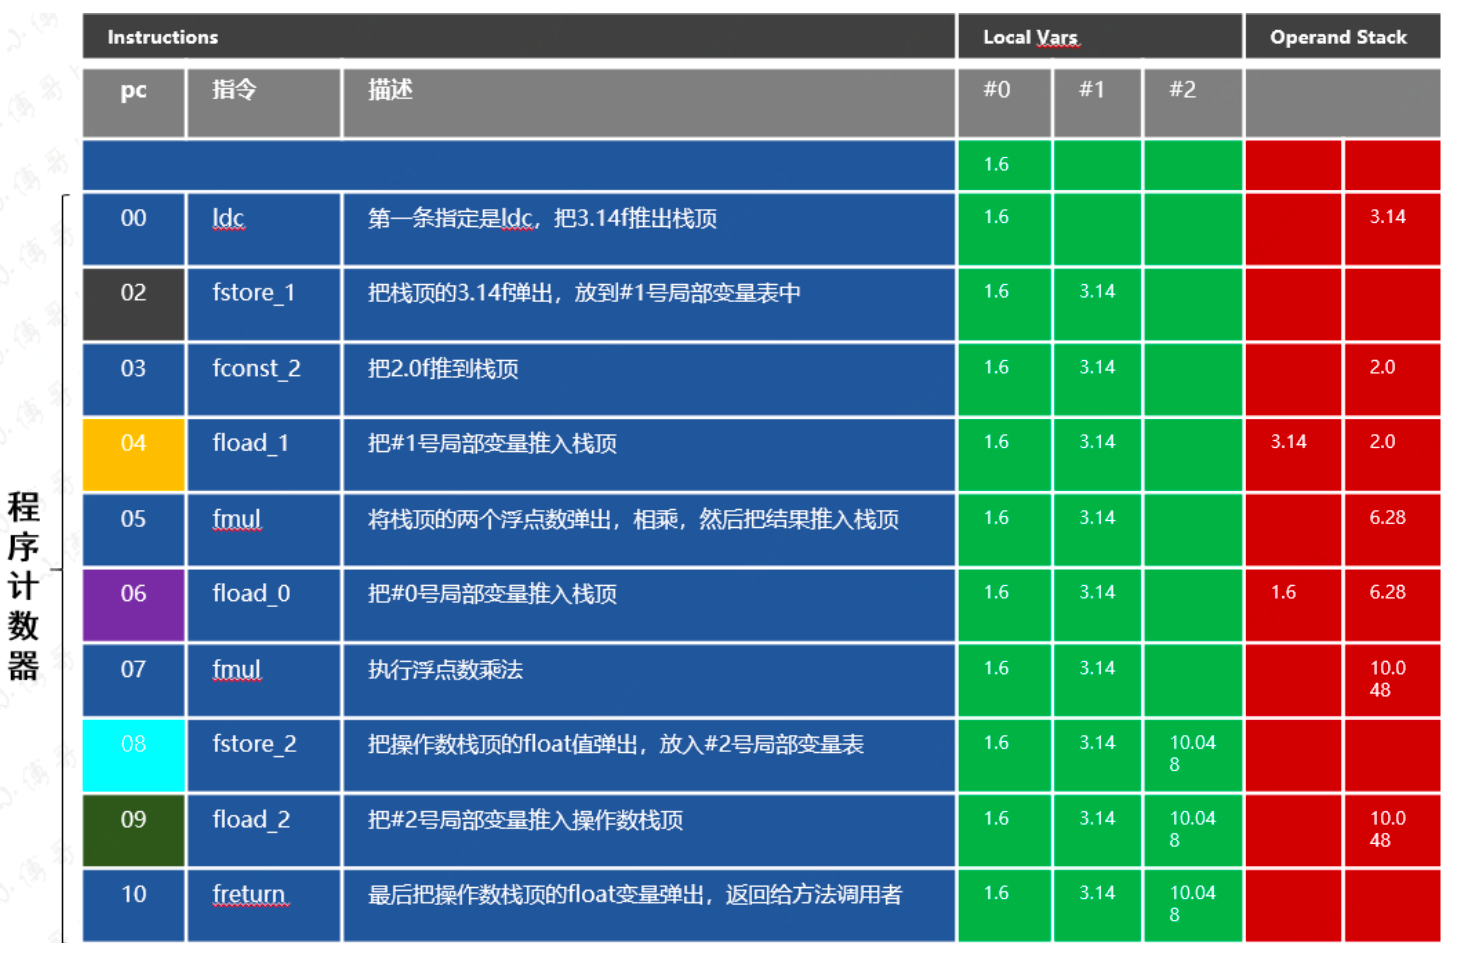 Instructions Local Vars Operand Stack
pc 指令 描述 #0 #1 #2
1.6
00 ldc 第一条指定是ldc，把3.14f推出栈顶 1.6 3.14
02 fstore_1 把栈顶的3.14f弹出，放到#1号局部变量表中 1.6 3.14
03 fconst_2 把2.0f推到栈顶 1.6 3.14 2.0
04 fload_1 把#1号局部变量推入栈顶 1.6 3.14 3.14 2.0
05 fmul 将栈顶的两个浮点数弹出，相乘，然后把结果推入栈顶 1.6 3.14 6.28
06 fload_0 把#0号局部变量推入栈顶 1.6 3.14 1.6 6.28
07 fmul 执行浮点数乘法 1.6 3.14 10.0
48
08 fstore_2 把操作数栈顶的float值弹出，放入#2号局部变量表 1.6 3.14 10.04
8
09 fload_2 把#2号局部变量推入操作数栈顶 1.6 3.14 10.04 10.0
8 48
10 freturn 最后把操作数栈顶的float变量弹出，返回给方法调用者 1.6 3.14 10.04
8
程
序
计
数
器